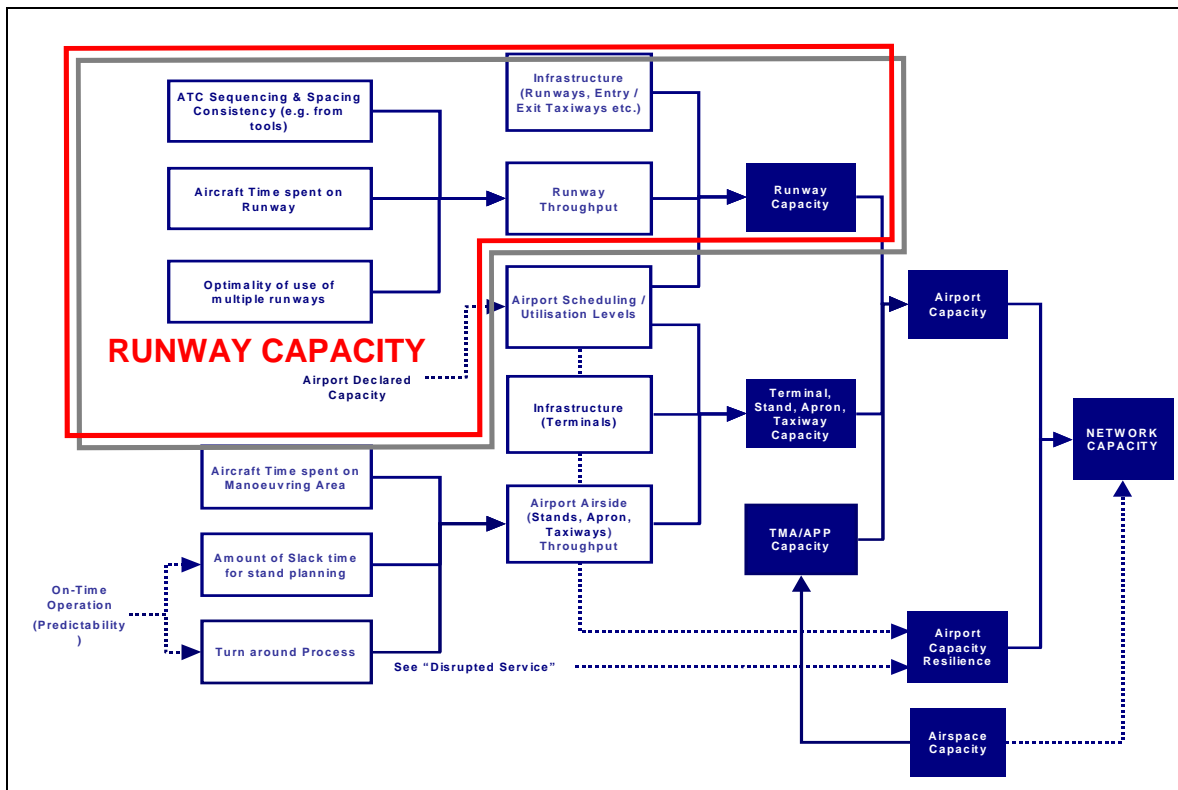 ATC Sequencing & Spacing
Consistency (e.g. from
tools)
Infrastructure
(Runways, Entry /
Exit Taxiways etc.)
Aircraft Time spent on
Runway
Runway
Throughput
Runway
Capacity
Optimality of use of
multiple runways
Airport Scheduling /
Utilisation Levels
Airport
Capacity
RUNWAY CAPACITY
Airport Declared
Capacity
Infrastructure
(Terminals)
Terminal,
Stand, Apron,
Taxiway
Capacity
NETWORK
CAPACITY
Aircraft Time spent on
Manoeuvring Area
Airport Airside
(Stands, Apron,
Taxiways)
Throughput
TMA/APP
Capacity
Amount of Slack time
for stand planning
On-Time
Operation
(Predictability
)
Turn around Process
See “Disrupted Service”
Airport
Capacity
Resilience
Airspace
Capacity